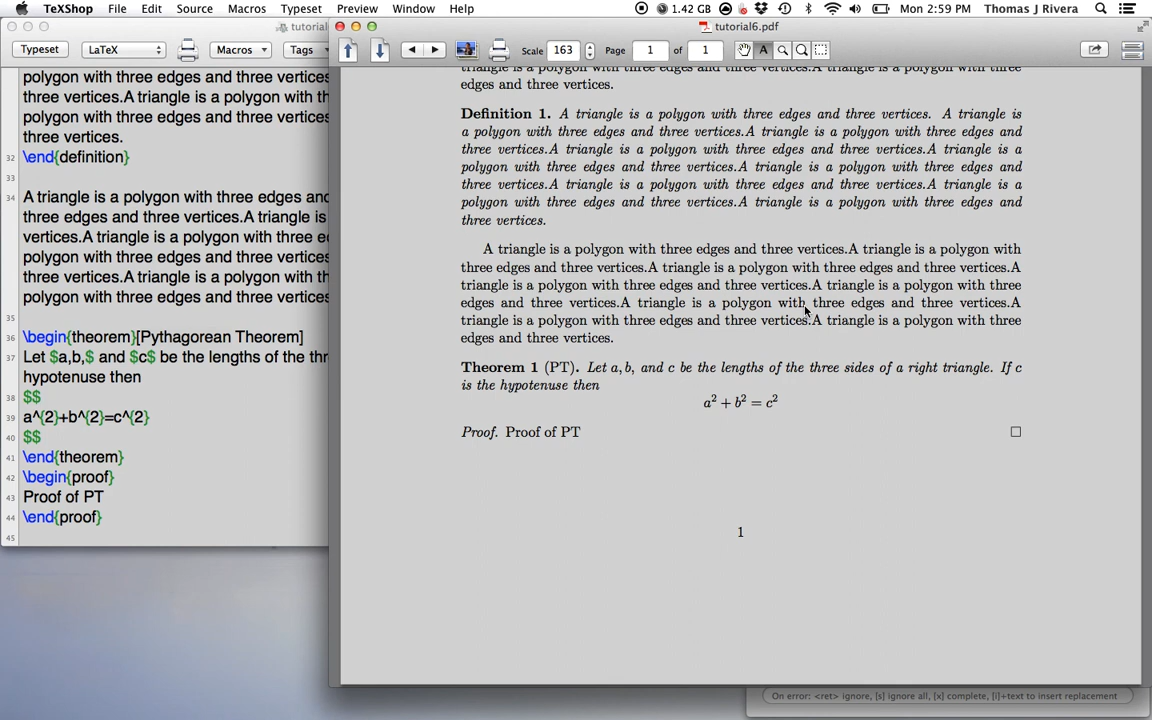 TeXShop File Edit Source Macros Typeset Preview Window Help 1.42 GB Mon 2:59 PM Thomas J Rivera
tutorial
Typeset LaTeX Macros Tags
polygon with three edges and three vertices
three vertices.A triangle is a polygon with th
polygon with three edges and three vertices
three vertices.
32 \end{definition}
33
34 A triangle is a polygon with three edges and
three edges and three vertices.A triangle is
vertices.A triangle is a polygon with three e
polygon with three edges and three vertices
three vertices.A triangle is a polygon with th
polygon with three edges and three vertices
35
36 \begin{theorem}[Pythagorean Theorem]
37 Let $a,b,$ and $c$ be the lengths of the thr
hypotenuse then
38 $$
39 a^{2}+b^{2}=c^{2}
40 $$
41 \end{theorem}
42 \begin{proof}
43 Proof of PT
44 \end{proof}
45
tutorial6.pdf
Scale 163 Page 1 of 1 A
triangle is a polygon with three edges and three vertices.A triangle is a polygon with three
edges and three vertices.
Definition 1. A triangle is a polygon with three edges and three vertices. A triangle is
a polygon with three edges and three vertices.A triangle is a polygon with three edges and
three vertices.A triangle is a polygon with three edges and three vertices.A triangle is a
polygon with three edges and three vertices.A triangle is a polygon with three edges and
three vertices.A triangle is a polygon with three edges and three vertices.A triangle is a
polygon with three edges and three vertices.A triangle is a polygon with three edges and
three vertices.
A triangle is a polygon with three edges and three vertices.A triangle is a polygon with
three edges and three vertices.A triangle is a polygon with three edges and three vertices.A
triangle is a polygon with three edges and three vertices.A triangle is a polygon with three
edges and three vertices.A triangle is a polygon with three edges and three vertices.A
triangle is a polygon with three edges and three vertices.A triangle is a polygon with three
edges and three vertices.
Theorem 1 (PT). Let a, b, and c be the lengths of the three sides of a right triangle. If c
is the hypotenuse then
a² + b² = c²
Proof. Proof of PT □
1
On error: <ret> ignore, [s] ignore all, [x] complete, [i]+text to insert replacement